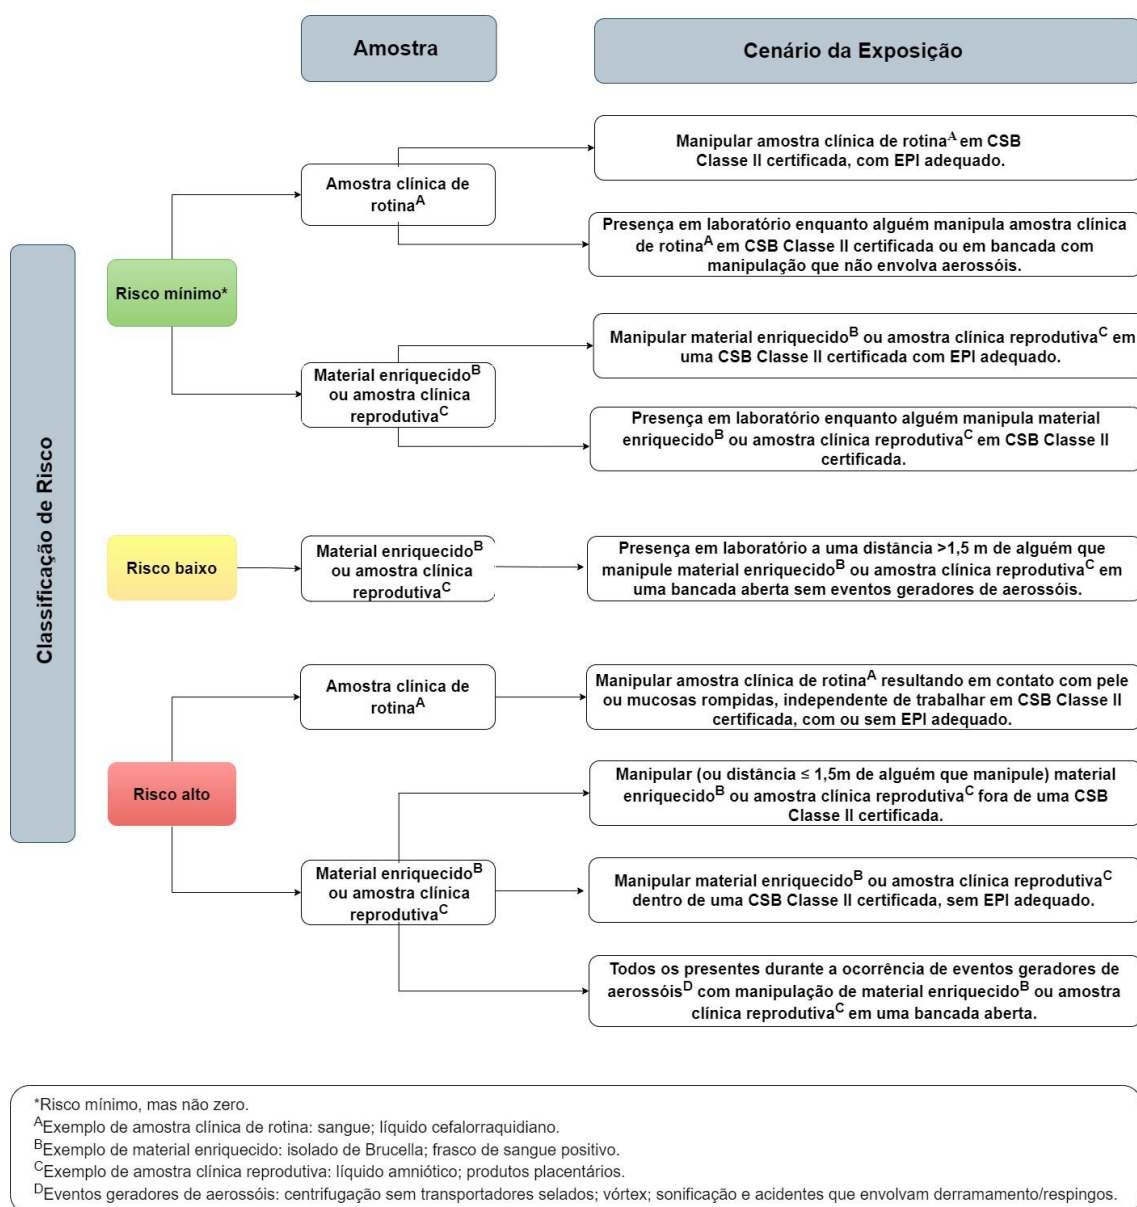 Amostra
Cenário da Exposição
Classificação de Risco
Risco mínimo*
Amostra clínica de
rotinaA
Manipular amostra clínica de rotinaA em CSB
Classe II certificada, com EPI adequado.
Presença em laboratório enquanto alguém manipula amostra clínica
de rotinaA em CSB Classe II certificada ou em bancada com
manipulação que não envolva aerossóis.
Material enriquecidoB
ou amostra clínica
reprodutivaC
Manipular material enriquecidoB ou amostra clínica reprodutivaC em
uma CSB Classe II certificada com EPI adequado.
Presença em laboratório enquanto alguém manipula material
enriquecidoB ou amostra clínica reprodutivaC em CSB Classe II
certificada.
Risco baixo
Material enriquecidoB
ou amostra clínica
reprodutivaC
Presença em laboratório a uma distância >1,5 m de alguém que
manipule material enriquecidoB ou amostra clínica reprodutivaC em
uma bancada aberta sem eventos geradores de aerossóis.
Risco alto
Amostra clínica de
rotinaA
Manipular amostra clínica de rotinaA resultando em contato com pele
ou mucosas rompidas, independente de trabalhar em CSB Classe II
certificada, com ou sem EPI adequado.
Material enriquecidoB
ou amostra clínica
reprodutivaC
Manipular (ou distância ≤ 1,5m de alguém que manipule) material
enriquecidoB ou amostra clínica reprodutivaC fora de uma CSB
Classe II certificada.
Manipular material enriquecidoB ou amostra clínica reprodutivaC
dentro de uma CSB Classe II certificada, sem EPI adequado.
Todos os presentes durante a ocorrência de eventos geradores de
aerossóisD com manipulação de material enriquecidoB ou amostra
clínica reprodutivaC em uma bancada aberta.
*Risco mínimo, mas não zero.
AExemplo de amostra clínica de rotina: sangue; líquido cefalorraquidiano.
BExemplo de material enriquecido: isolado de Brucella; frasco de sangue positivo.
CExemplo de amostra clínica reprodutiva: líquido amniótico; produtos placentários.
DEventos geradores de aerossóis: centrifugação sem transportadores selados; vórtex; sonificação e acidentes que envolvam derramamento/respingos.